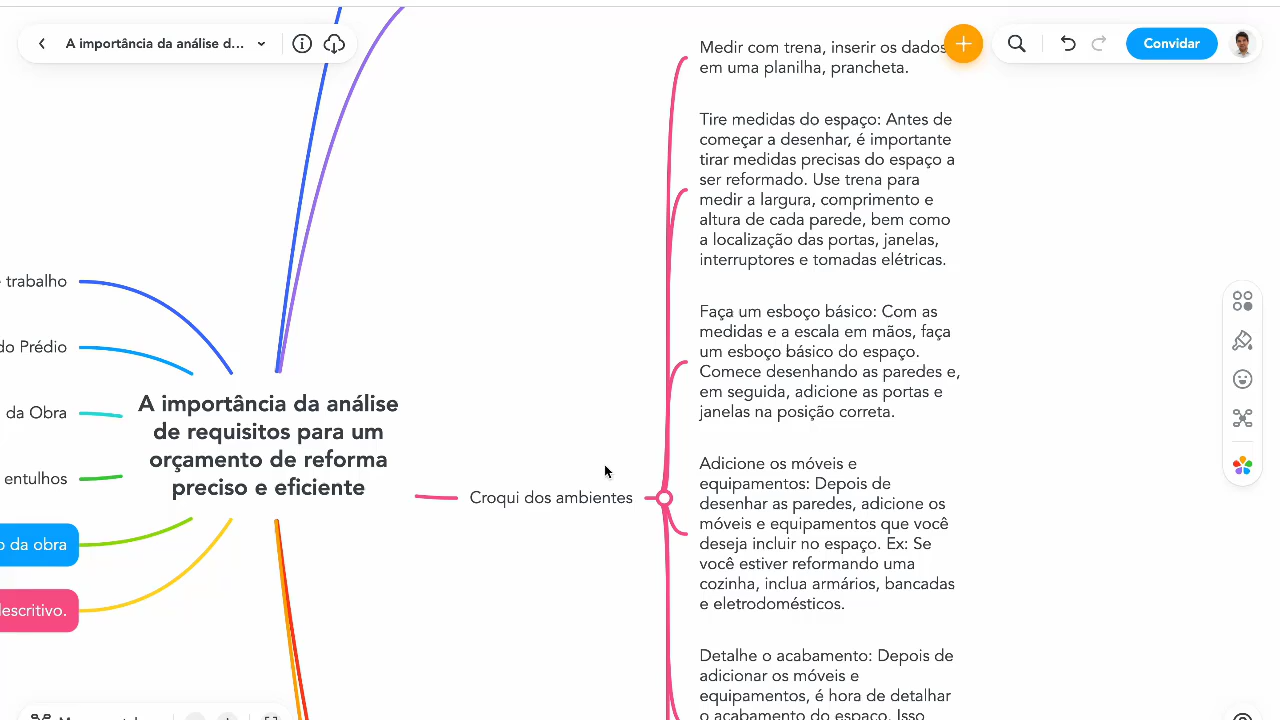 A importância da análise d...
Convidar
Medir com trena, inserir os dados
em uma planilha, prancheta.
Tire medidas do espaço: Antes de
começar a desenhar, é importante
tirar medidas precisas do espaço a
ser reformado. Use trena para
medir a largura, comprimento e
altura de cada parede, bem como
a localização das portas, janelas,
interruptores e tomadas elétricas.
Faça um esboço básico: Com as
medidas e a escala em mãos, faça
um esboço básico do espaço.
Comece desenhando as paredes e,
em seguida, adicione as portas e
janelas na posição correta.
trabalho
do Prédio
da Obra
entulhos
o da obra
descritivo.
A importância da análise
de requisitos para um
orçamento de reforma
preciso e eficiente
Croqui dos ambientes
Adicione os móveis e
equipamentos: Depois de
desenhar as paredes, adicione os
móveis e equipamentos que você
deseja incluir no espaço. Ex: Se
você estiver reformando uma
cozinha, inclua armários, bancadas
e eletrodomésticos.
Detalhe o acabamento: Depois de
adicionar os móveis e
equipamentos, é hora de detalhar
o acabamento do espaço. Isso